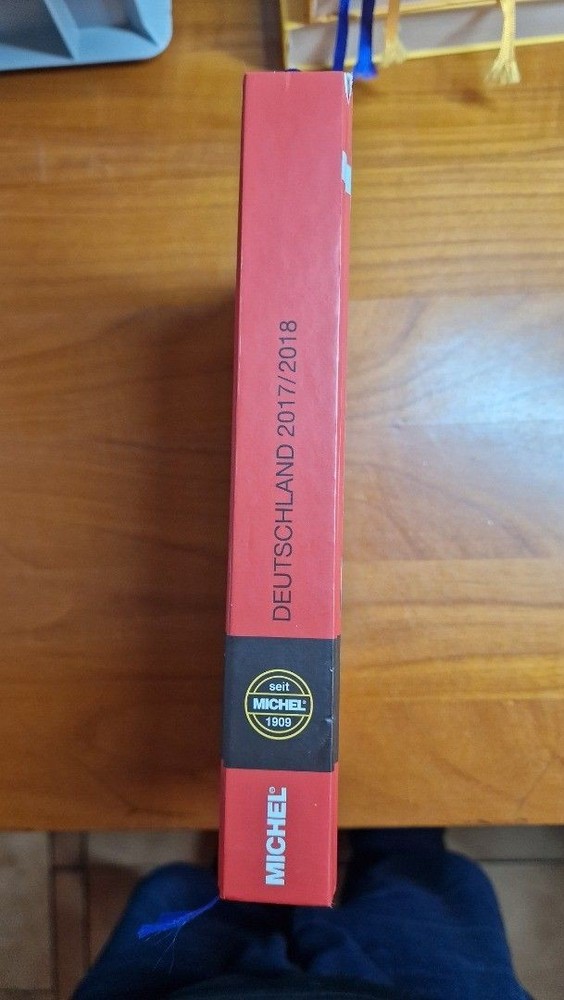 DEUTSCHLAND 2017/2018
seit
MICHEL®
1909
MICHEL®